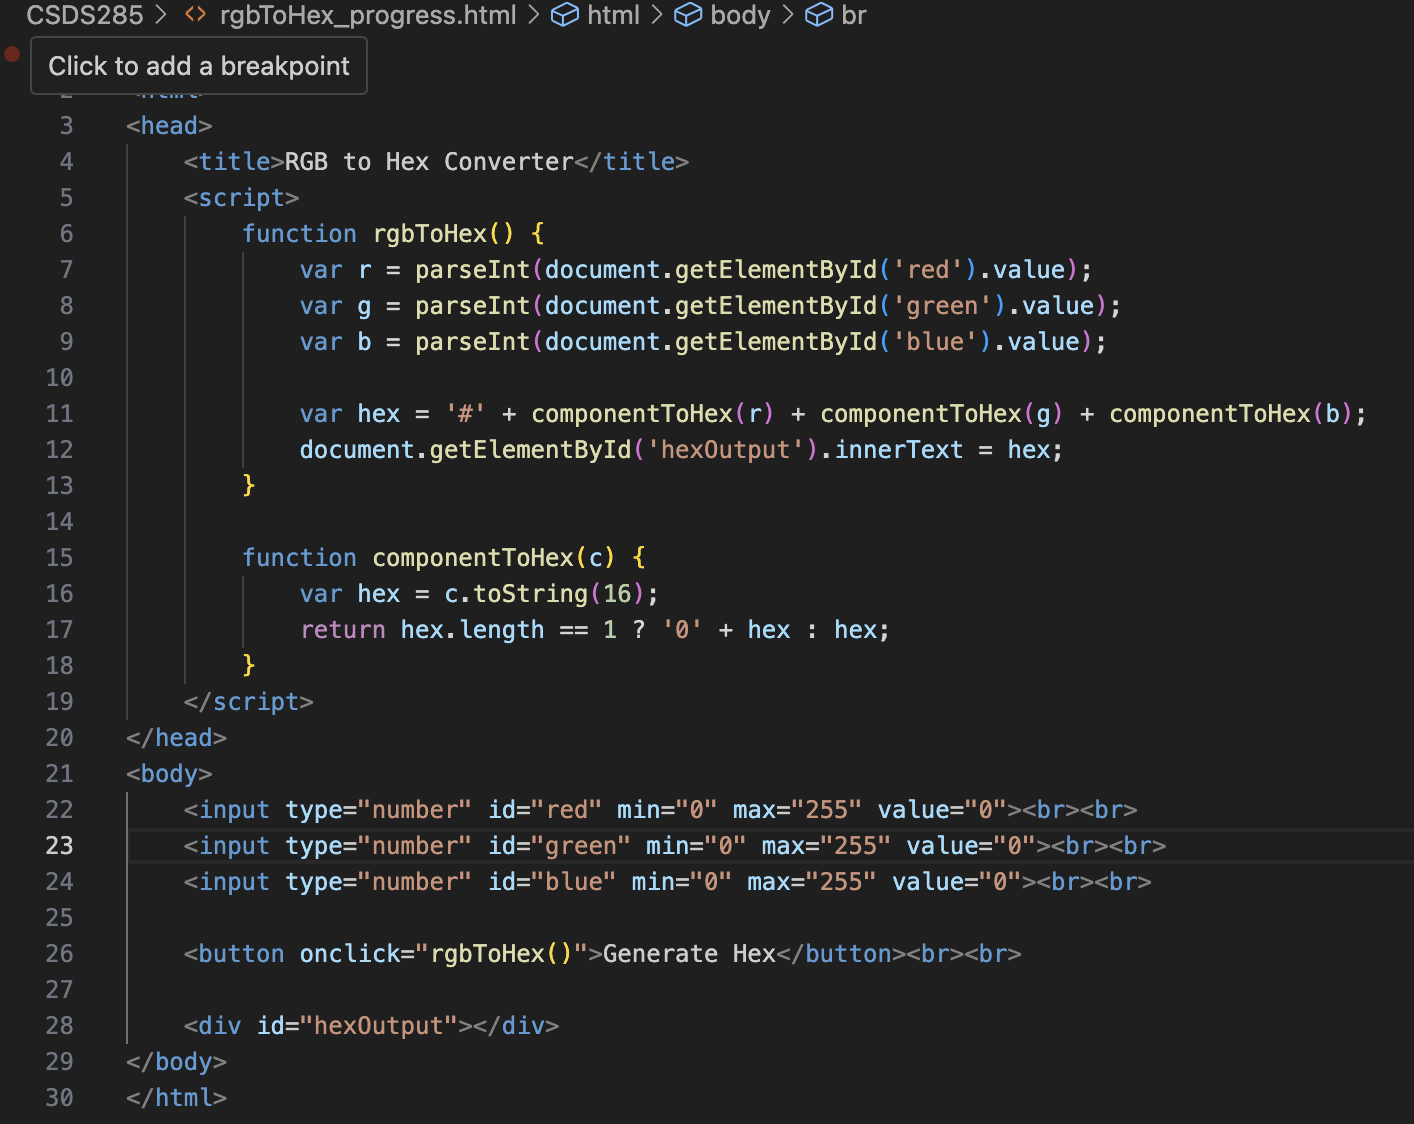 CSDS285 > <> rgbToHex_progress.html > html > body > br
Click to add a breakpoint
2 <html>
3 <head>
4 <title>RGB to Hex Converter</title>
5 <script>
6 function rgbToHex() {
7 var r = parseInt(document.getElementById('red').value);
8 var g = parseInt(document.getElementById('green').value);
9 var b = parseInt(document.getElementById('blue').value);
10
11 var hex = '#' + componentToHex(r) + componentToHex(g) + componentToHex(b);
12 document.getElementById('hexOutput').innerText = hex;
13 }
14
15 function componentToHex(c) {
16 var hex = c.toString(16);
17 return hex.length == 1 ? '0' + hex : hex;
18 }
19 </script>
20 </head>
21 <body>
22 <input type="number" id="red" min="0" max="255" value="0"><br><br>
23 <input type="number" id="green" min="0" max="255" value="0"><br><br>
24 <input type="number" id="blue" min="0" max="255" value="0"><br><br>
25
26 <button onclick="rgbToHex()">Generate Hex</button><br><br>
27
28 <div id="hexOutput"></div>
29 </body>
30 </html>